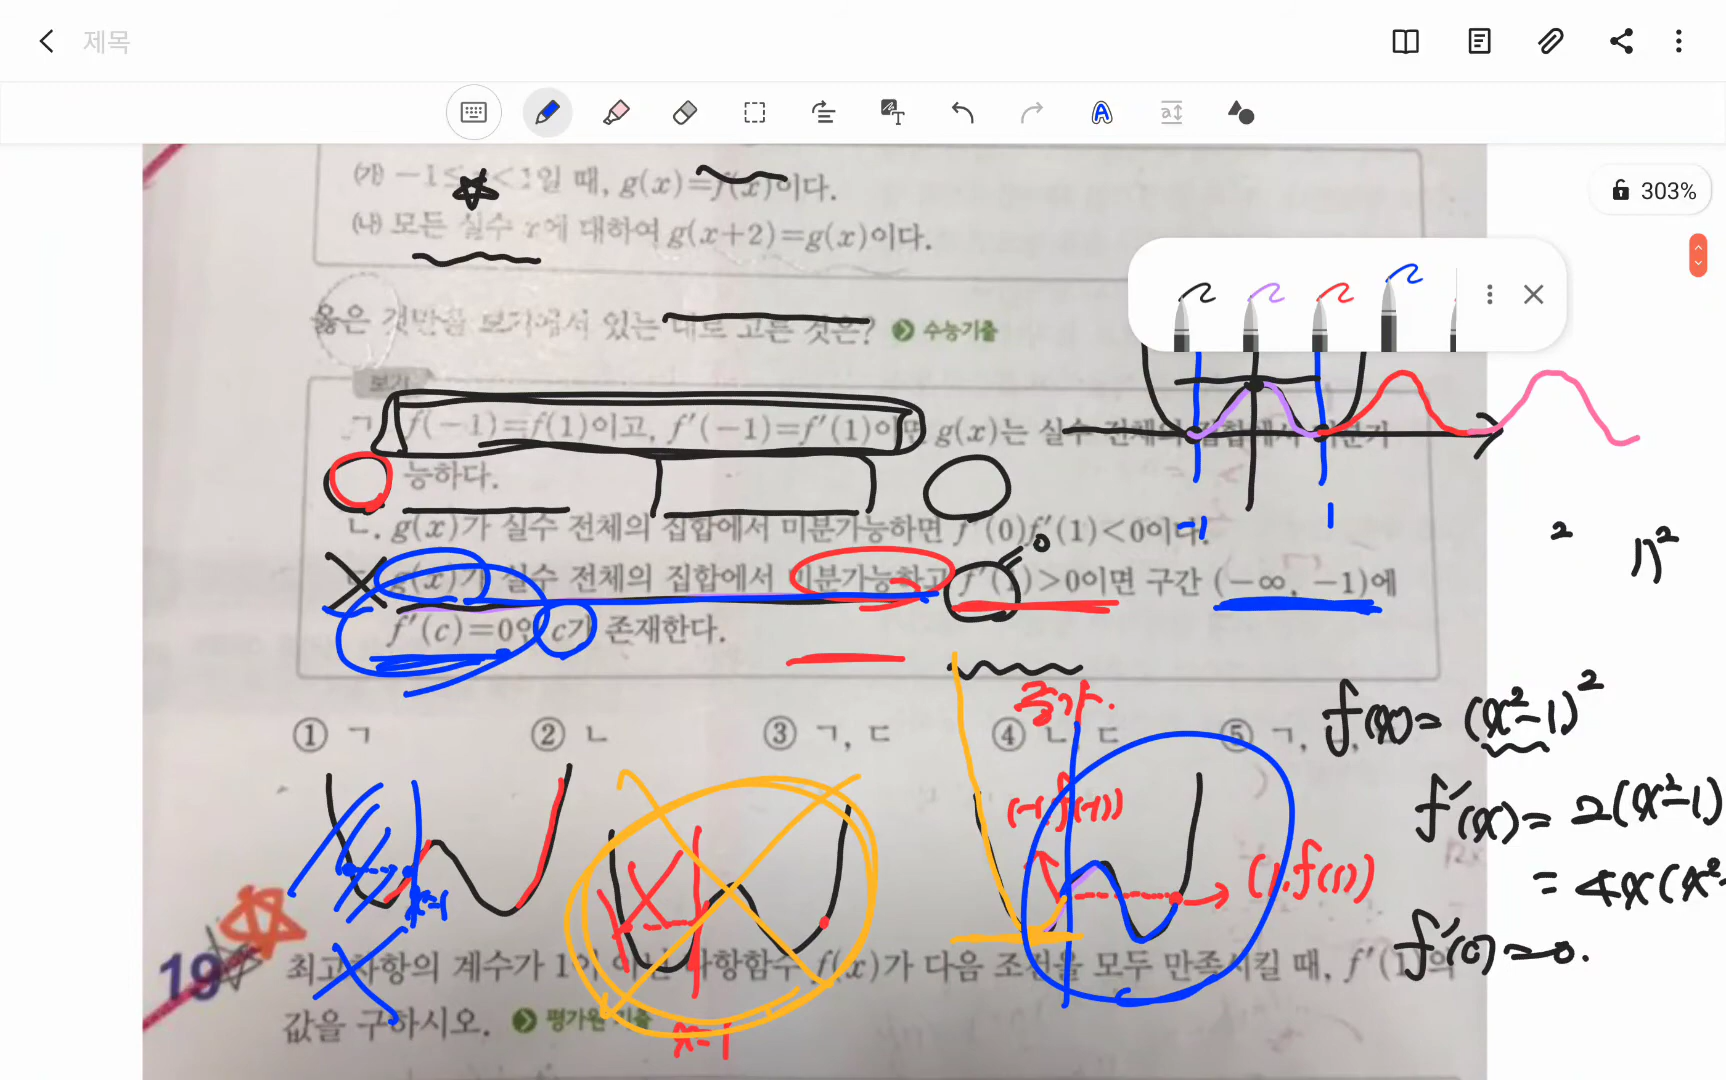 제목
303%
(가) −1≤ <1일 때, g(x)=f(x)이다.
(나) 모든 실수 x에 대하여 g(x+2)=g(x)이다.
옳은 것만을 보기에서 있는 대로 고른 것은? 수능기출
보기
ㄱ. f(−1)=f(1)이고, f′(−1)=f′(1)이면 g(x)는 실수 전체의 집합에서 미분가
능하다.
ㄴ. g(x)가 실수 전체의 집합에서 미분가능하면 f′(0)f′(1)<0이다.
ㄷ. g(x)가 실수 전체의 집합에서 미분가능하고 f′(1)>0이면 구간 (−∞, −1)에
f′(c)=0인 c가 존재한다.
-1 1
0
2
1)²
증가.
① ㄱ ② ㄴ ③ ㄱ, ㄷ ④ ㄴ, ㄷ ⑤ ㄱ,
f(x)= (x²−1)²
f′(x)= 2(x²−1)
= 4x(x²-
f′(c)=0.
(-1, f(-1))
(1, f(1))
x=-1
x=-1
19 최고차항의 계수가 1인 사항함수 f(x)가 다음 조건을 모두 만족시킬 때, f′(1)의
값을 구하시오. 평가원 기출